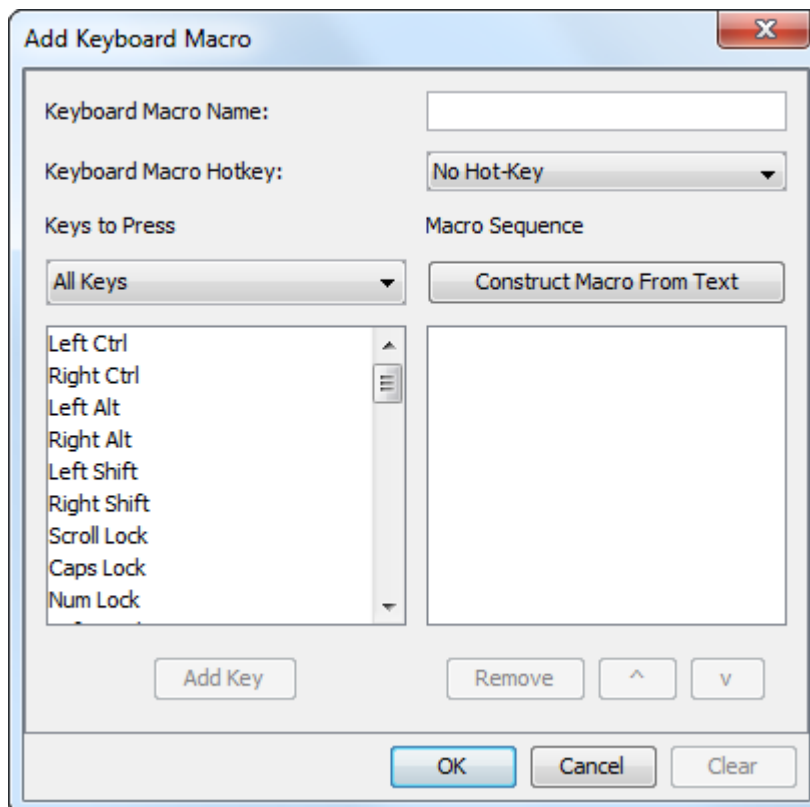 Add Keyboard Macro
Keyboard Macro Name:
Keyboard Macro Hotkey: No Hot-Key
Keys to Press Macro Sequence
All Keys Construct Macro From Text
Left Ctrl
Right Ctrl
Left Alt
Right Alt
Left Shift
Right Shift
Scroll Lock
Caps Lock
Num Lock
Add Key Remove ^ v
OK Cancel Clear